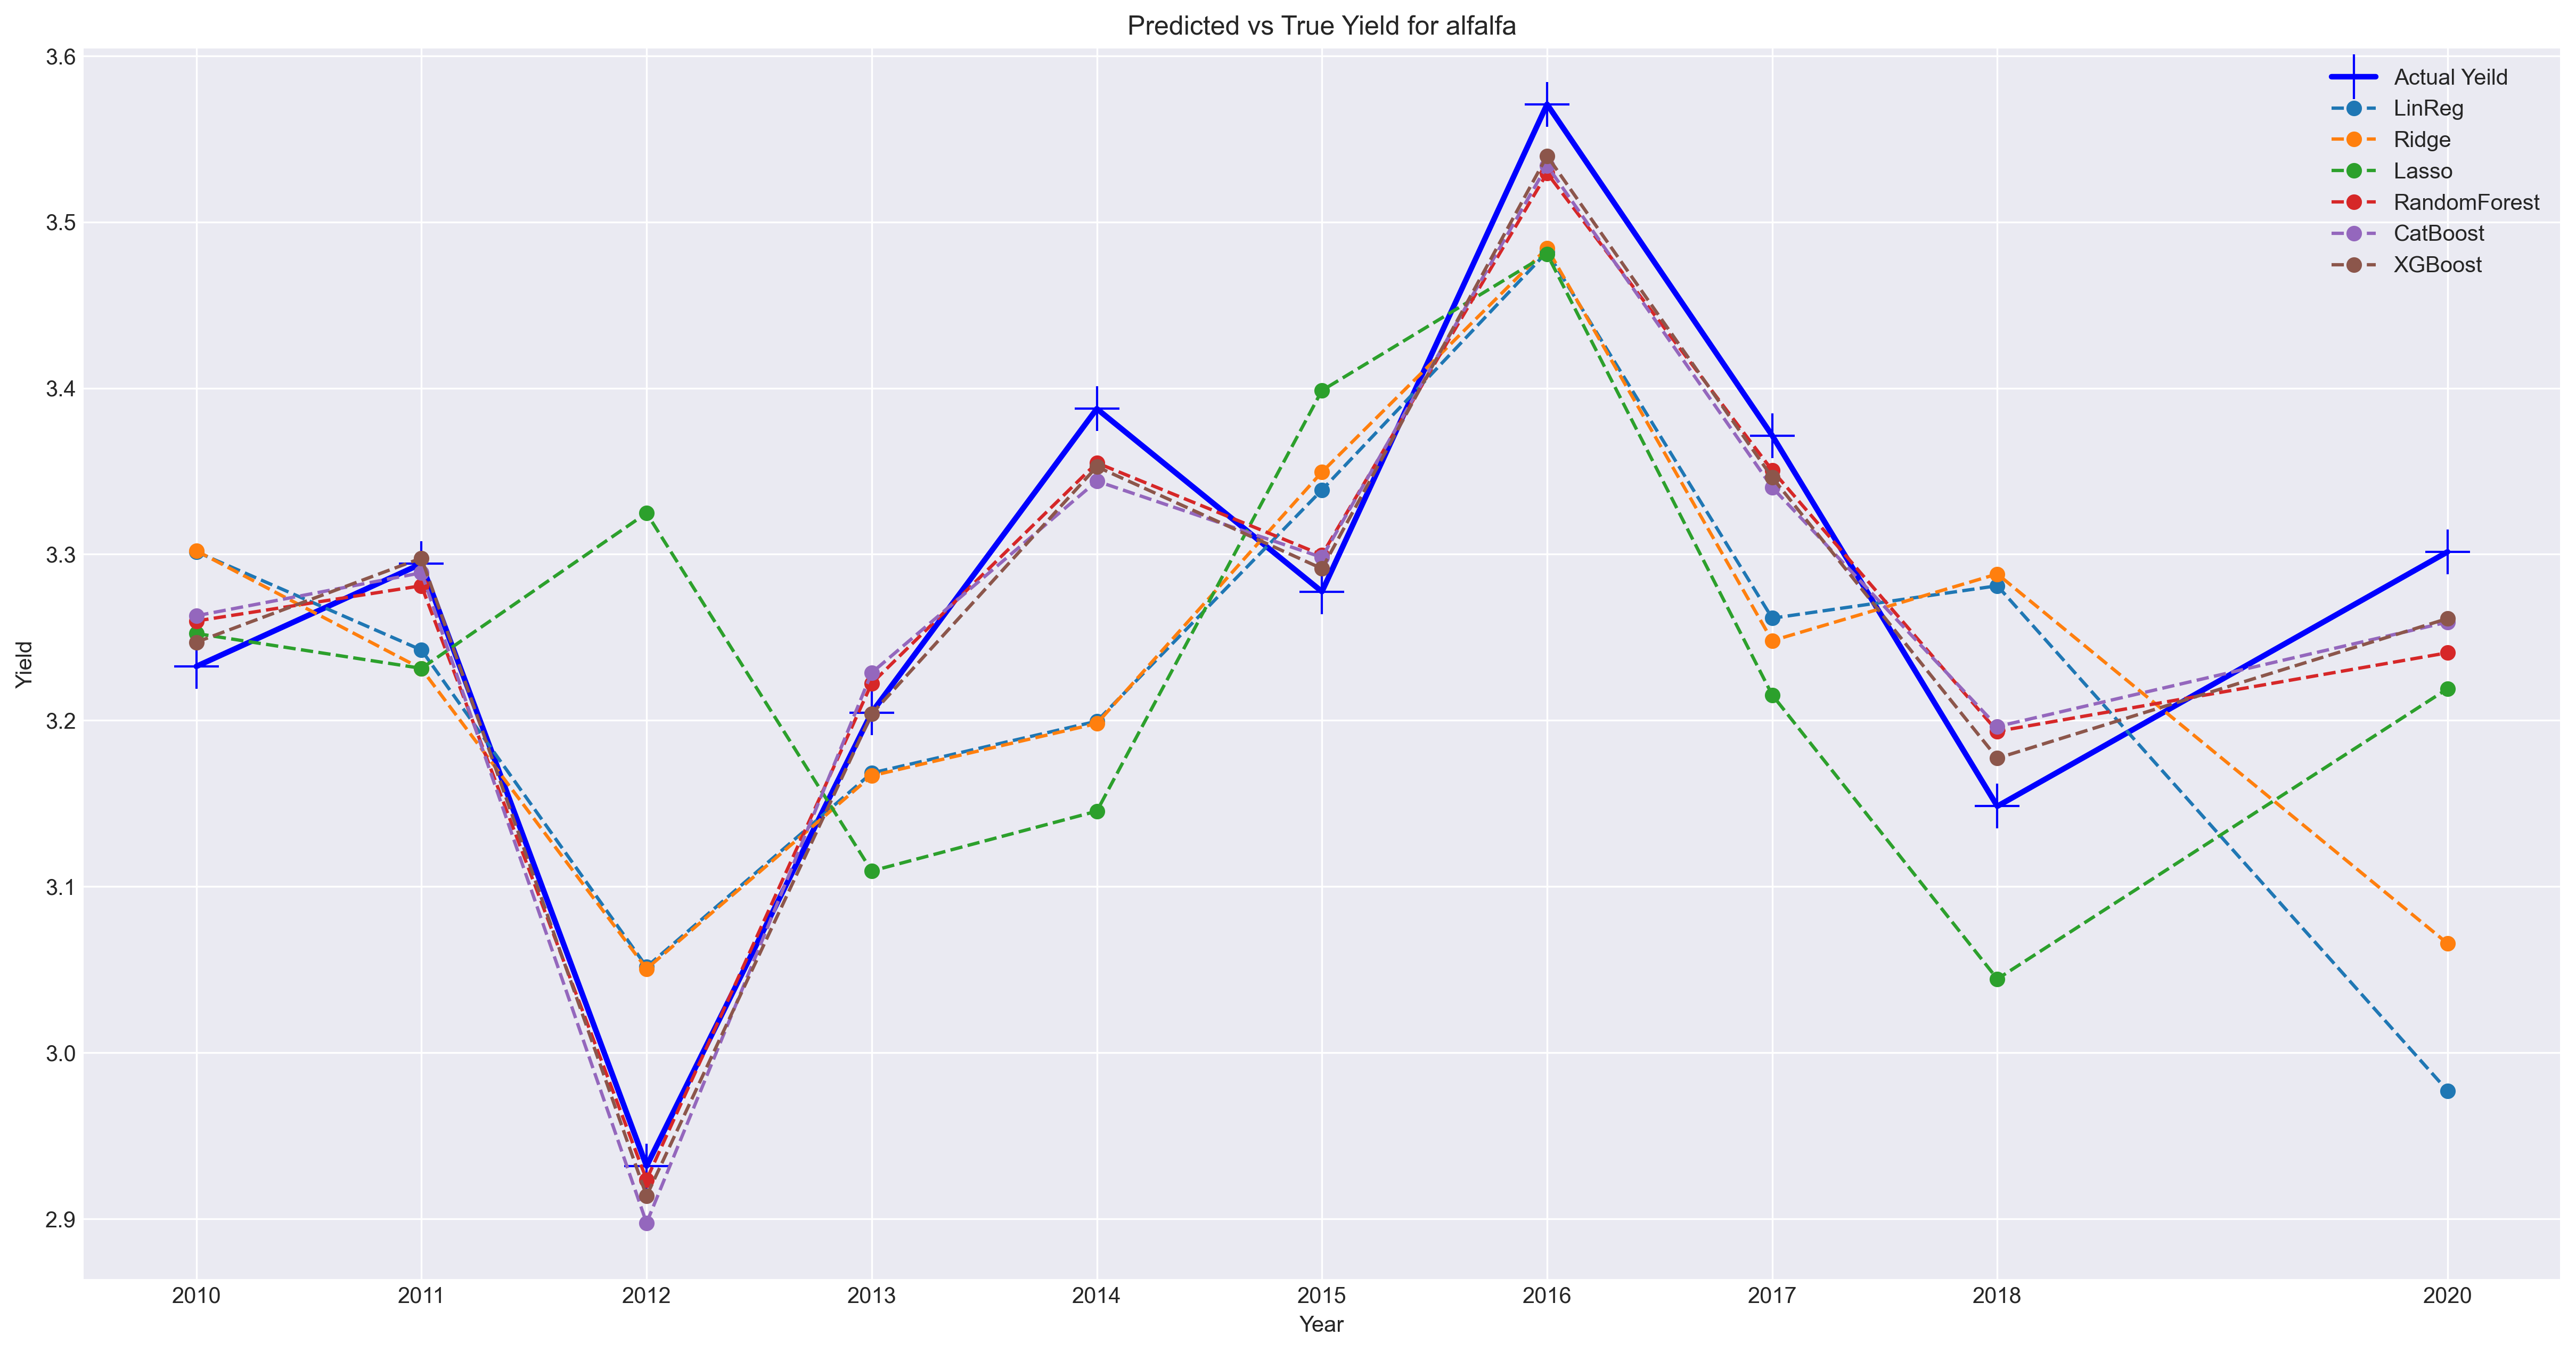 Predicted vs True Yield for alfalfa
3.6
3.5
3.4
3.3
3.2
3.1
3.0
2.9
Yield
Actual Yeild
LinReg
Ridge
Lasso
RandomForest
CatBoost
XGBoost
2010 2011 2012 2013 2014 2015 2016 2017 2018 2020
Year